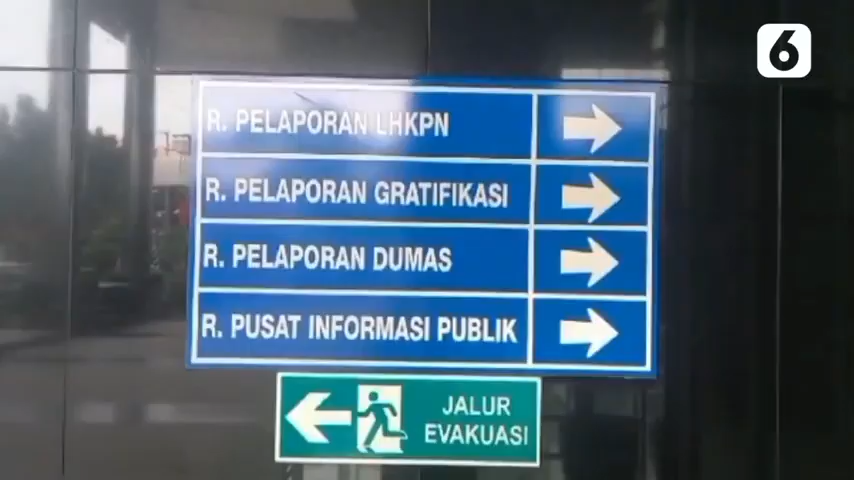 6
R. PELAPORAN LHKPN
R. PELAPORAN GRATIFIKASI
R. PELAPORAN DUMAS
R. PUSAT INFORMASI PUBLIK
JALUR
EVAKUASI